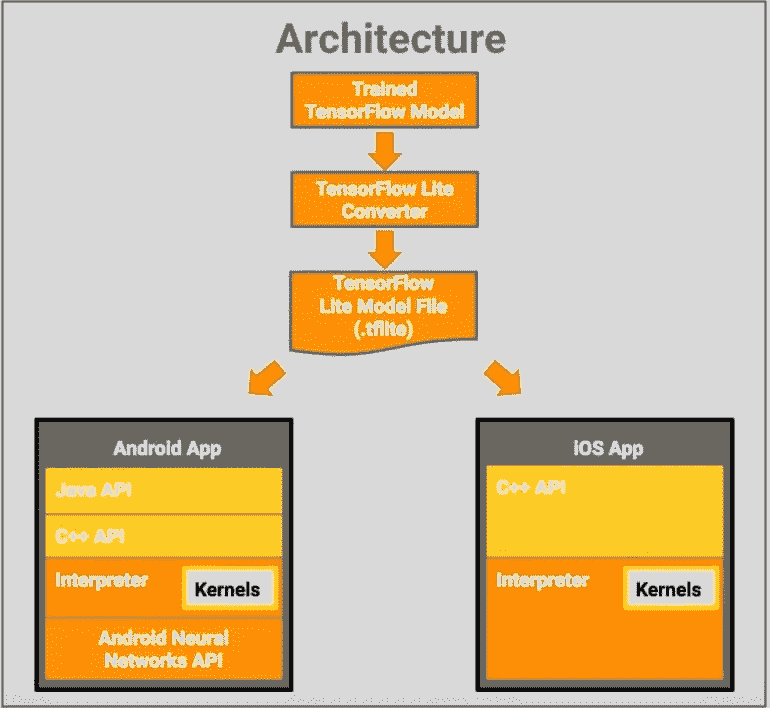 Architecture
Trained
TensorFlow Model
TensorFlow Lite
Converter
TensorFlow
Lite Model File
(.tflite)
Android App
Java API
C++ API
Interpreter
Kernels
Android Neural
Networks API
iOS App
C++ API
Interpreter
Kernels